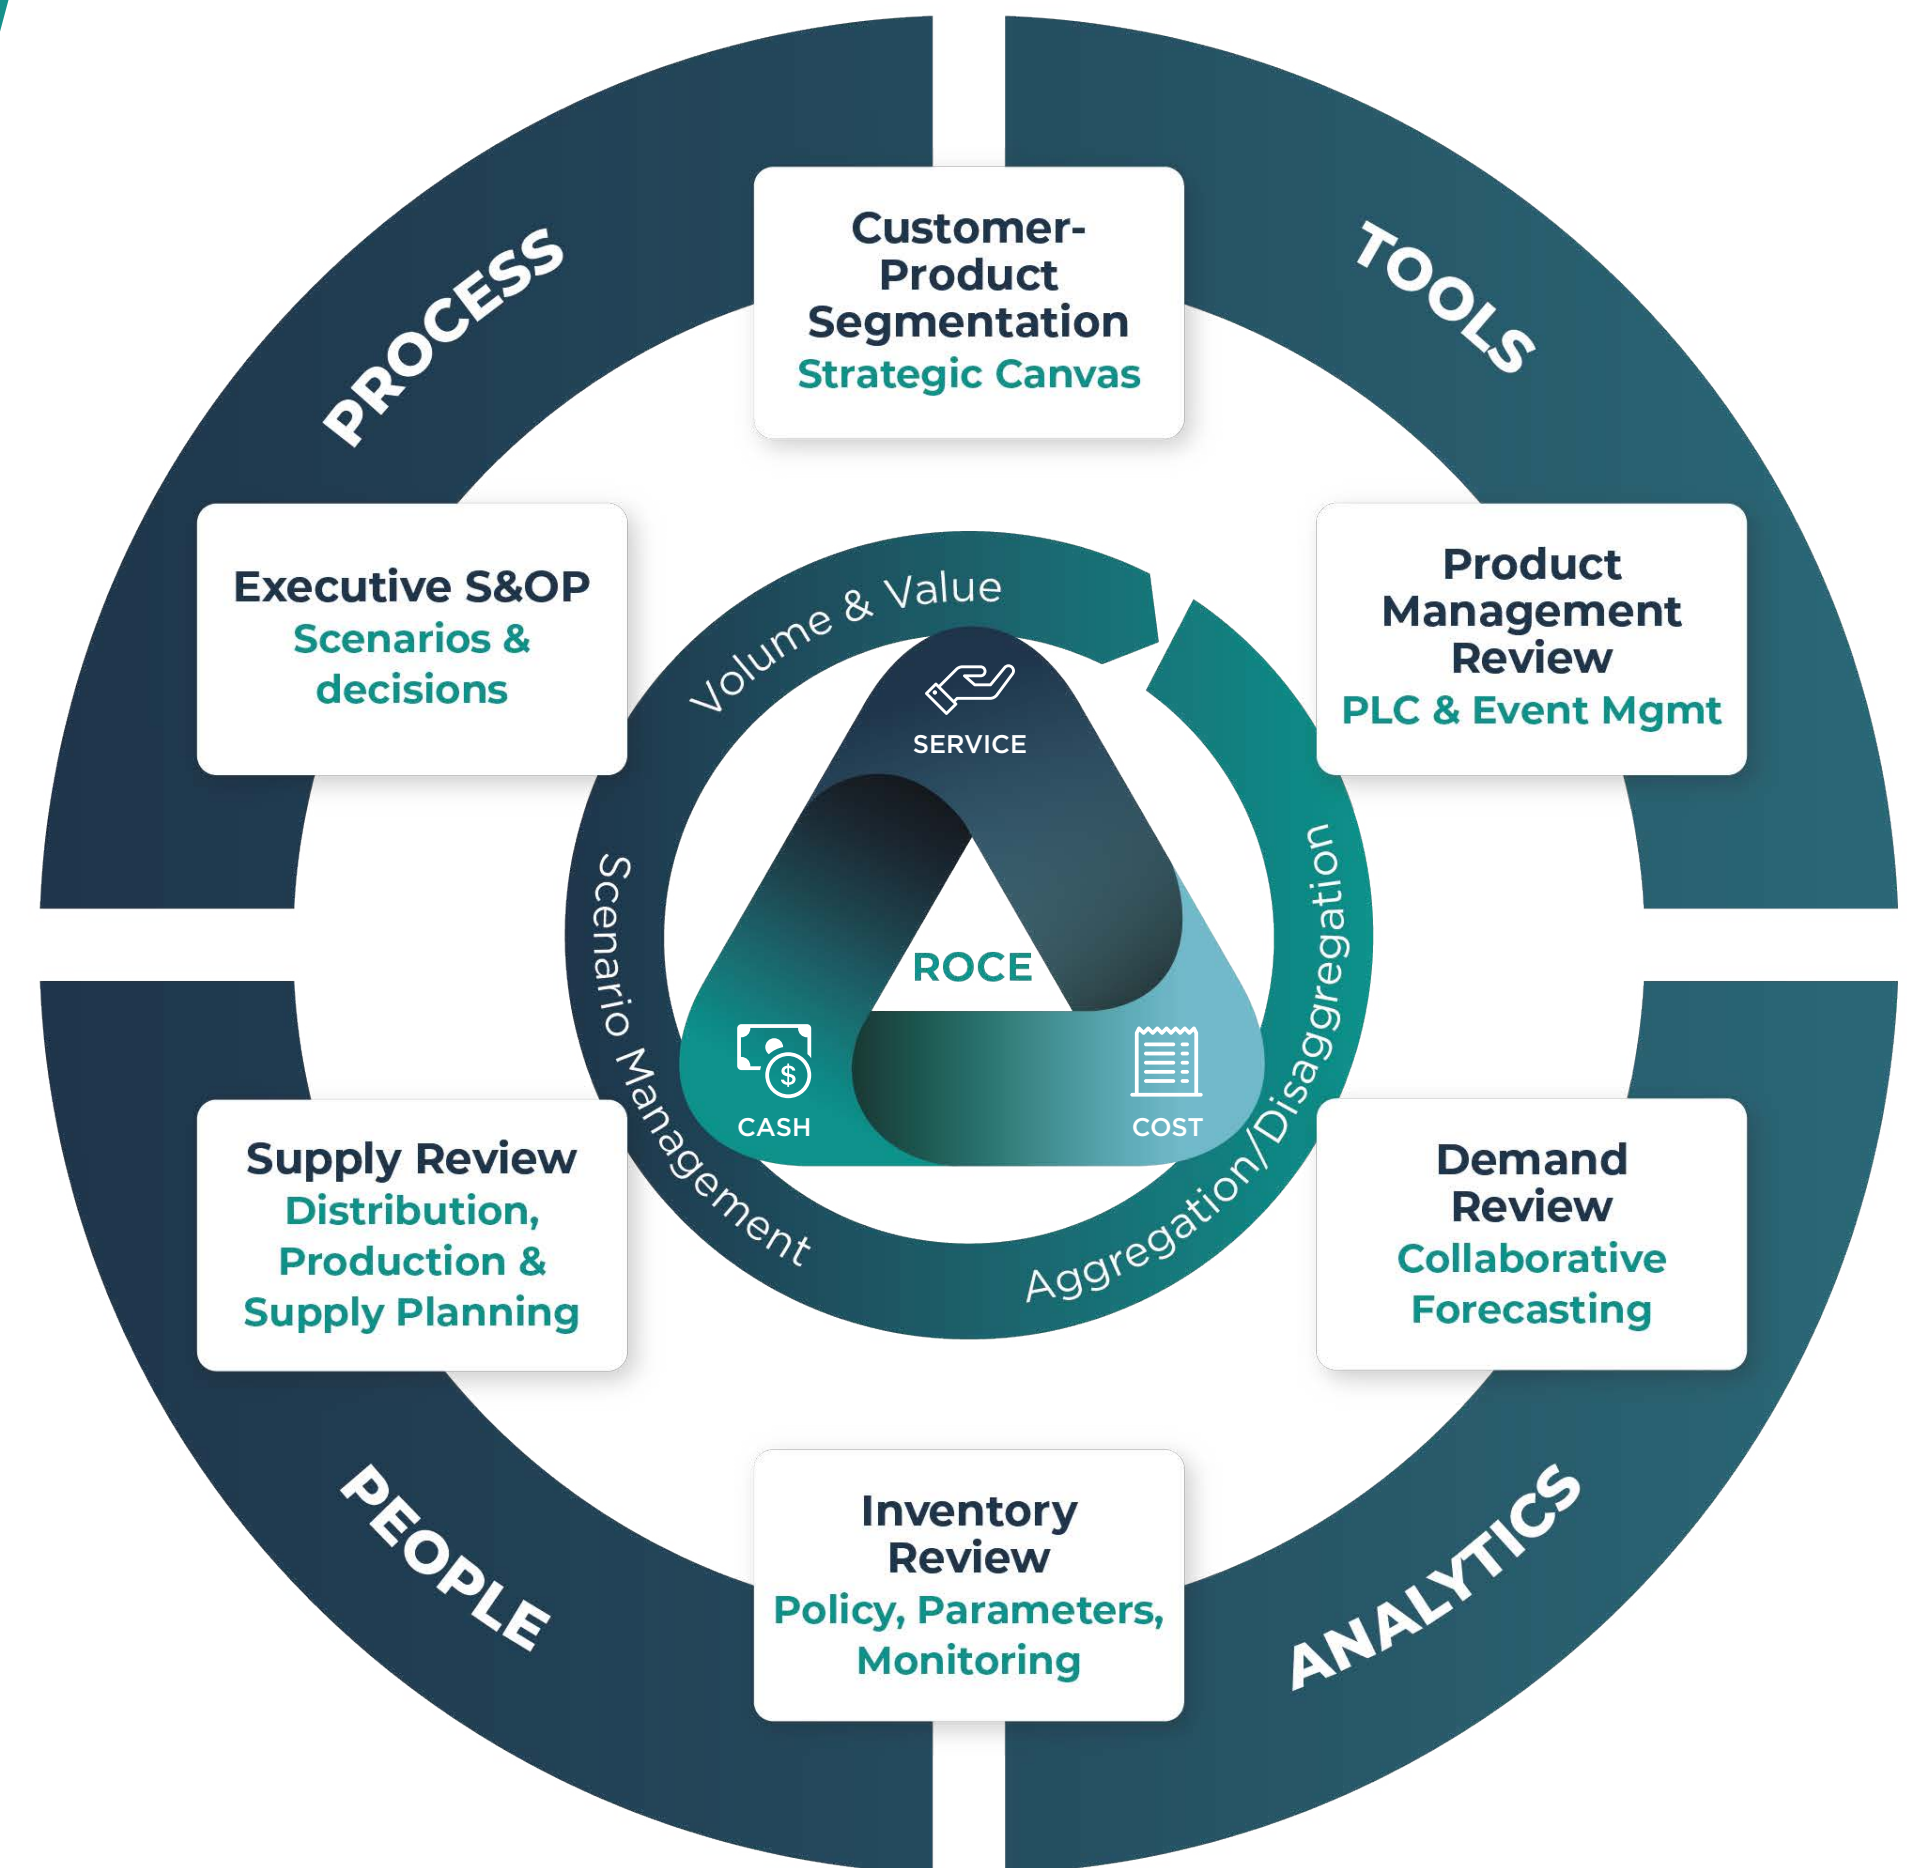 PROCESS
TOOLS
Customer-
Product
Segmentation
Strategic Canvas
Executive S&OP
Scenarios &
decisions
Product
Management
Review
PLC & Event Mgmt
Volume & Value
SERVICE
Scenario Management
Aggregation/Disaggregation
ROCE
$
CASH
COST
Supply Review
Distribution,
Production &
Supply Planning
Demand
Review
Collaborative
Forecasting
Inventory
Review
Policy, Parameters,
Monitoring
PEOPLE
ANALYTICS